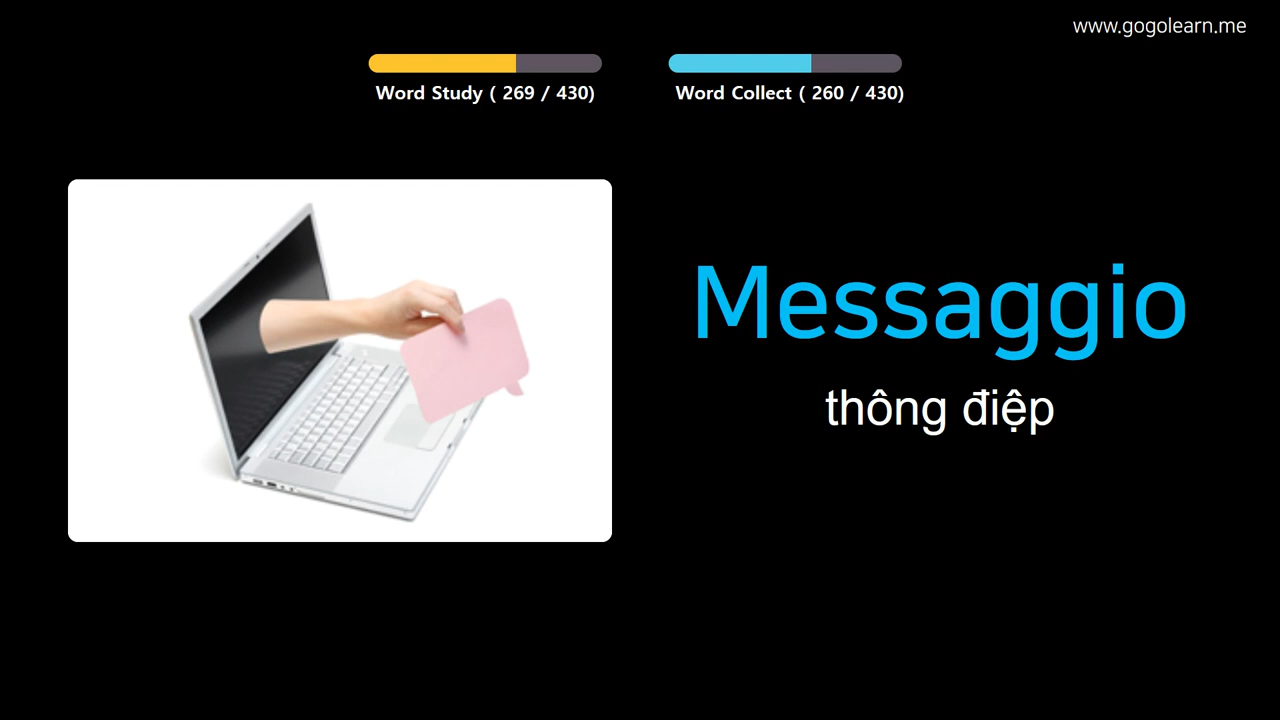 www.gogolearn.me
Word Study ( 269 / 430)
Word Collect ( 260 / 430)
Messaggio
thông điệp